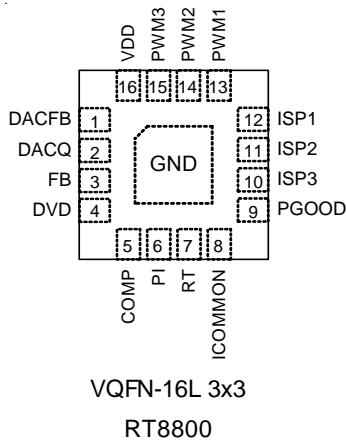 VDD
PWM3
PWM2
PWM1
16 15 14 13
DACFB 1
DACQ 2
FB 3
DVD 4
GND
12 ISP1
11 ISP2
10 ISP3
9 PGOOD
5 6 7 8
COMP
PI
RT
ICOMMON
VQFN-16L 3x3
RT8800